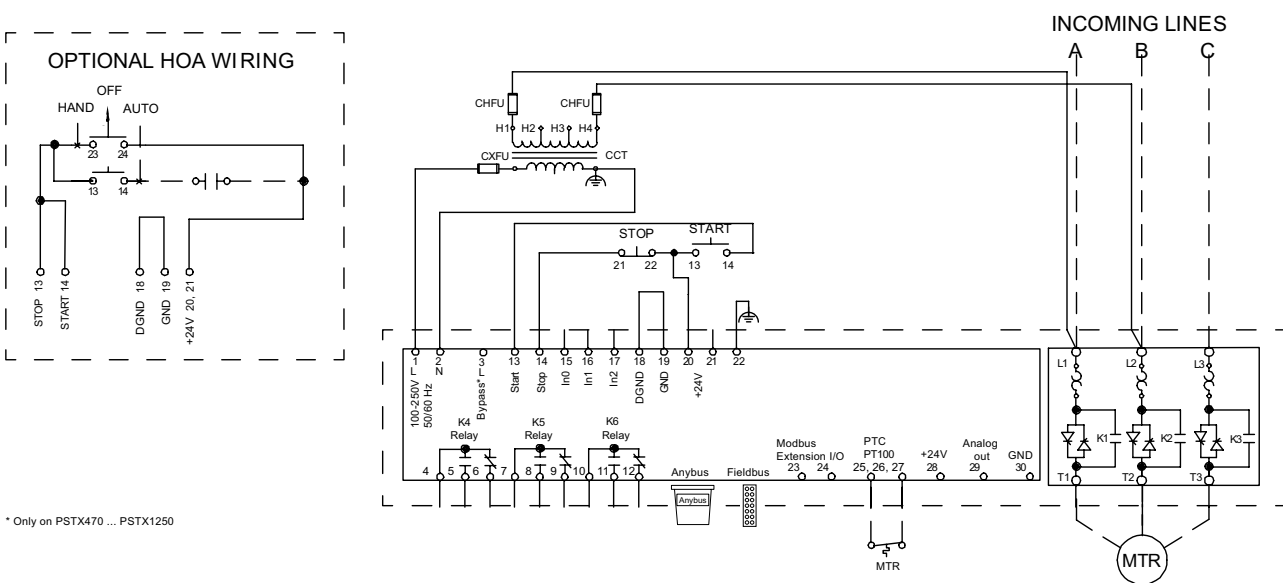 INCOMING LINES
A B C
OPTIONAL HOA WIRING
OFF
HAND AUTO
23 24
13 14
STOP 13
START 14
DGND 18
GND 19
+24V 20, 21
CHFU CHFU
H1 H2 H3 H4
CXFU CCT
STOP START
21 22 13 14
1 2 3 13 14 15 16 17 18 19 20 21 22
L
100-250V
50/60 Hz
N
Bypass* L
Start
Stop
In0
In1
In2
DGND
GND
+24V
K4
Relay
K5
Relay
K6
Relay
4 5 6 7 8 9 10 11 12
Anybus
Anybus
Fieldbus
Modbus
Extension I/O
23 24
PTC
PT100
25, 26, 27
+24V
28
Analog
out
29
GND
30
MTR
L1 L2 L3
K1 K2 K3
T1 T2 T3
MTR
* Only on PSTX470 ... PSTX1250